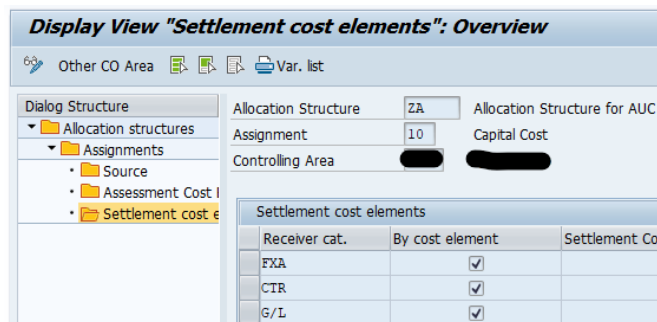 Display View "Settlement cost elements": Overview
Other CO Area Var. list
Dialog Structure
Allocation structures
Assignments
Source
Assessment Cost
Settlement cost e
Allocation Structure ZA Allocation Structure for AUC
Assignment 10 Capital Cost
Controlling Area
Settlement cost elements
Receiver cat. By cost element Settlement Co
FXA
CTR
G/L